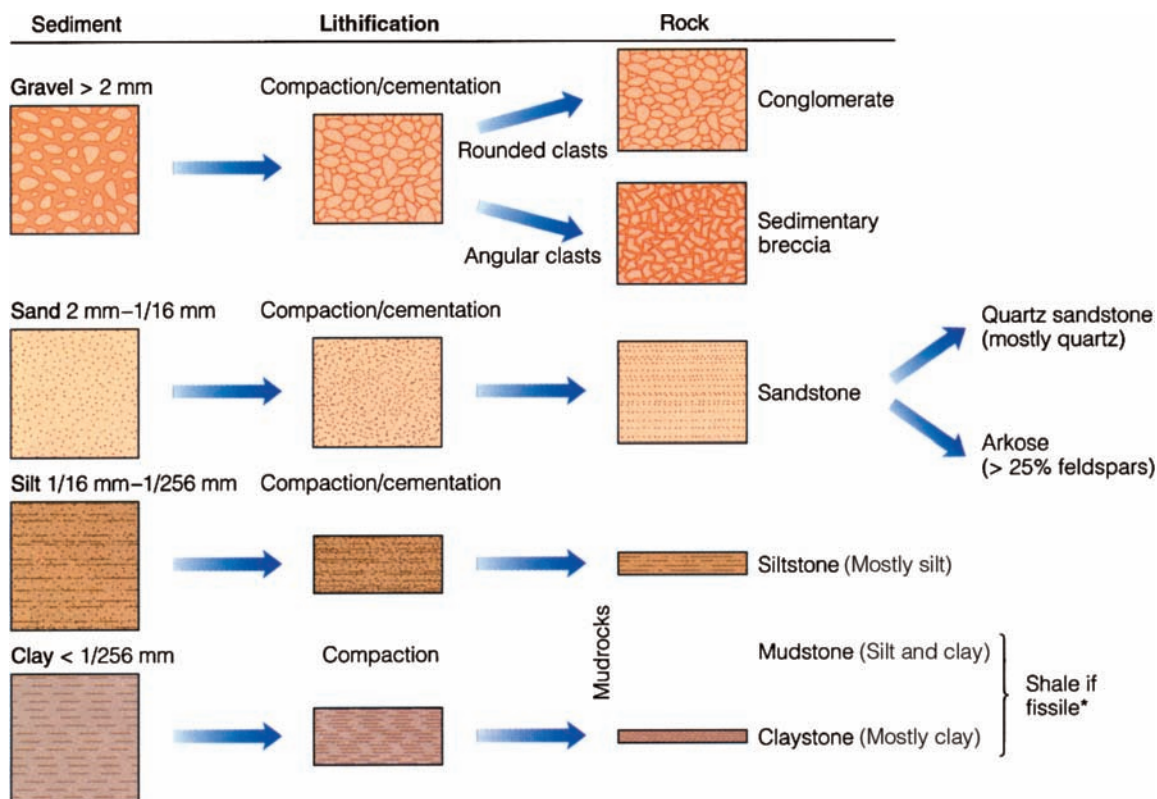 Sediment
Lithification
Rock
Gravel > 2 mm
Compaction/cementation
Rounded clasts
Angular clasts
Conglomerate
Sedimentary
breccia
Sand 2 mm–1/16 mm
Compaction/cementation
Sandstone
Quartz sandstone
(mostly quartz)
Arkose
(> 25% feldspars)
Silt 1/16 mm–1/256 mm
Compaction/cementation
Siltstone (Mostly silt)
Mudrocks
Clay < 1/256 mm
Compaction
Mudstone (Silt and clay)
Claystone (Mostly clay)
Shale if
fissile*